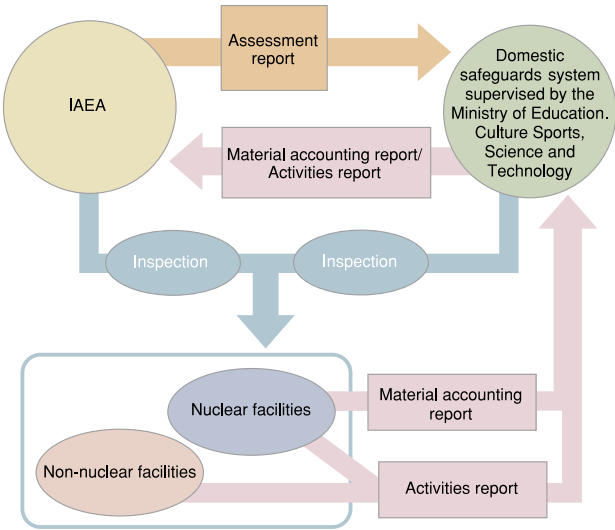 Assessment
report
IAEA
Domestic
safeguards system
supervised by the
Ministry of Education.
Culture Sports,
Science and
Technology
Material accounting report/
Activities report
Inspection
Inspection
Nuclear facilities
Material accounting
report
Non-nuclear facilities
Activities report